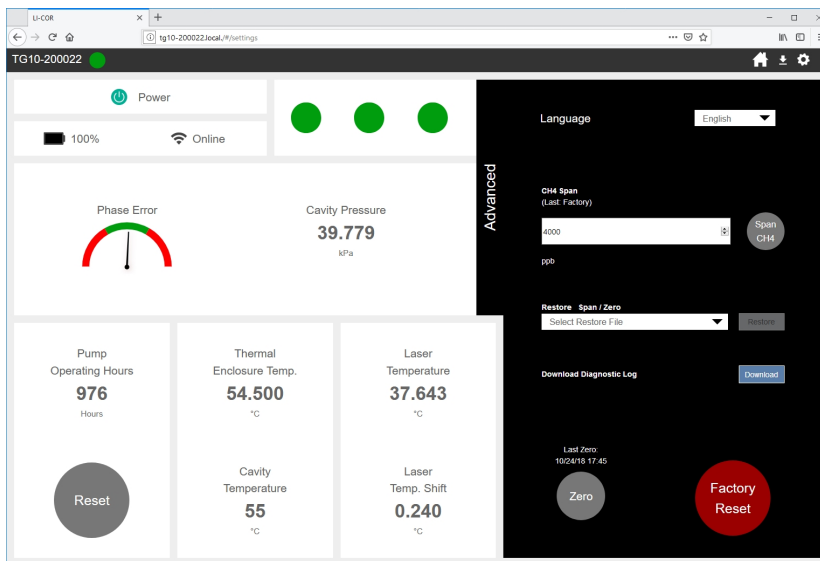 LI-COR
tg10-200022.local./#/settings
TG10-200022
Power
100%
Online
Phase Error
Cavity Pressure
39.779
kPa
Pump
Operating Hours
976
Hours
Reset
Thermal
Enclosure Temp.
54.500
°C
Cavity
Temperature
55
°C
Laser
Temperature
37.643
°C
Laser
Temp. Shift
0.240
°C
Advanced
Language
English
CH4 Span
(Last: Factory)
4000
Span
CH4
ppb
Restore Span / Zero
Select Restore File
Restore
Download Diagnostic Log
Download
Last Zero:
10/24/18 17:45
Zero
Factory
Reset